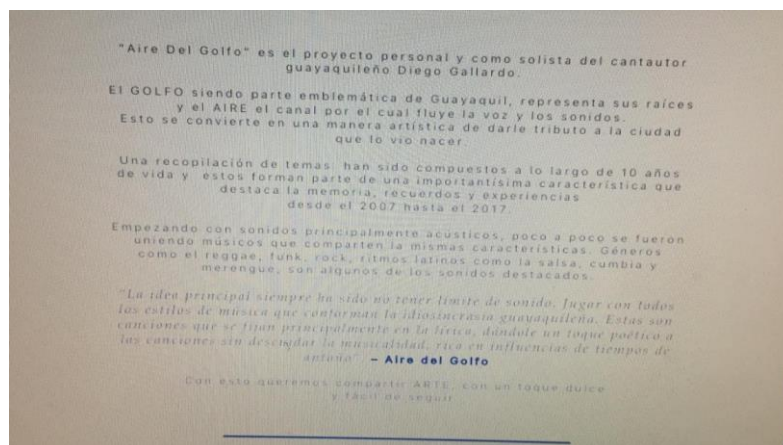 "Aire Del Golfo" es el proyecto personal y como solista del cantautor
guayaquileño Diego Gallardo.
El GOLFO siendo parte emblemática de Guayaquil, representa sus raíces
y el AIRE el canal por el cual fluye la voz y los sonidos.
Esto se convierte en una manera artística de darle tributo a la ciudad
que lo vio nacer.
Una recopilación de temas han sido compuestos a lo largo de 10 años
de vida y estos forman parte de una importantísima característica que
destaca la memoria, recuerdos y experiencias
desde el 2007 hasta el 2017.
Empezando con sonidos principalmente acústicos, poco a poco se fueron
uniendo músicos que comparten la mismas características. Géneros
como el reggae, funk, rock, ritmos latinos como la salsa, cumbia y
merengue, son algunos de los sonidos destacados.
"La idea principal siempre ha sido no tener límite de sonido. Jugar con todos
los estilos de música que conforman la idiosincrasia guayaquileña. Estas son
canciones que se fijan principalmente en la lírica, dándole un toque poético a
las canciones sin descuidar la musicalidad, rica en influencias de tiempos de
antaño". – Aire del Golfo
Con esto queremos compartir ARTE, con un toque dulce
y fácil de seguir